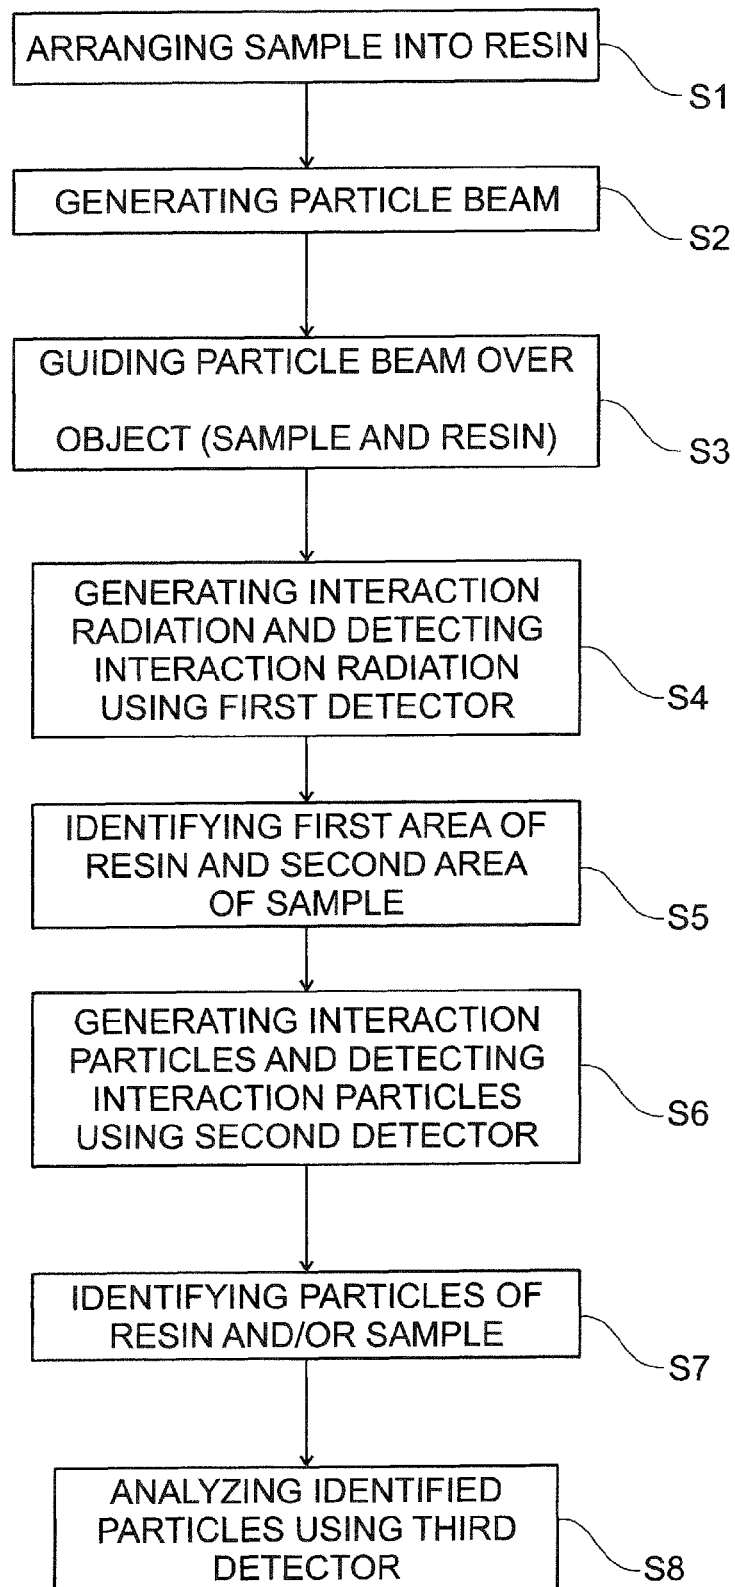 ARRANGING SAMPLE INTO RESIN
S1
GENERATING PARTICLE BEAM
S2
GUIDING PARTICLE BEAM OVER
OBJECT (SAMPLE AND RESIN)
S3
GENERATING INTERACTION
RADIATION AND DETECTING
INTERACTION RADIATION
USING FIRST DETECTOR
S4
IDENTIFYING FIRST AREA OF
RESIN AND SECOND AREA
OF SAMPLE
S5
GENERATING INTERACTION
PARTICLES AND DETECTING
INTERACTION PARTICLES
USING SECOND DETECTOR
S6
IDENTIFYING PARTICLES OF
RESIN AND/OR SAMPLE
S7
ANALYZING IDENTIFIED
PARTICLES USING THIRD
DETECTOR
S8